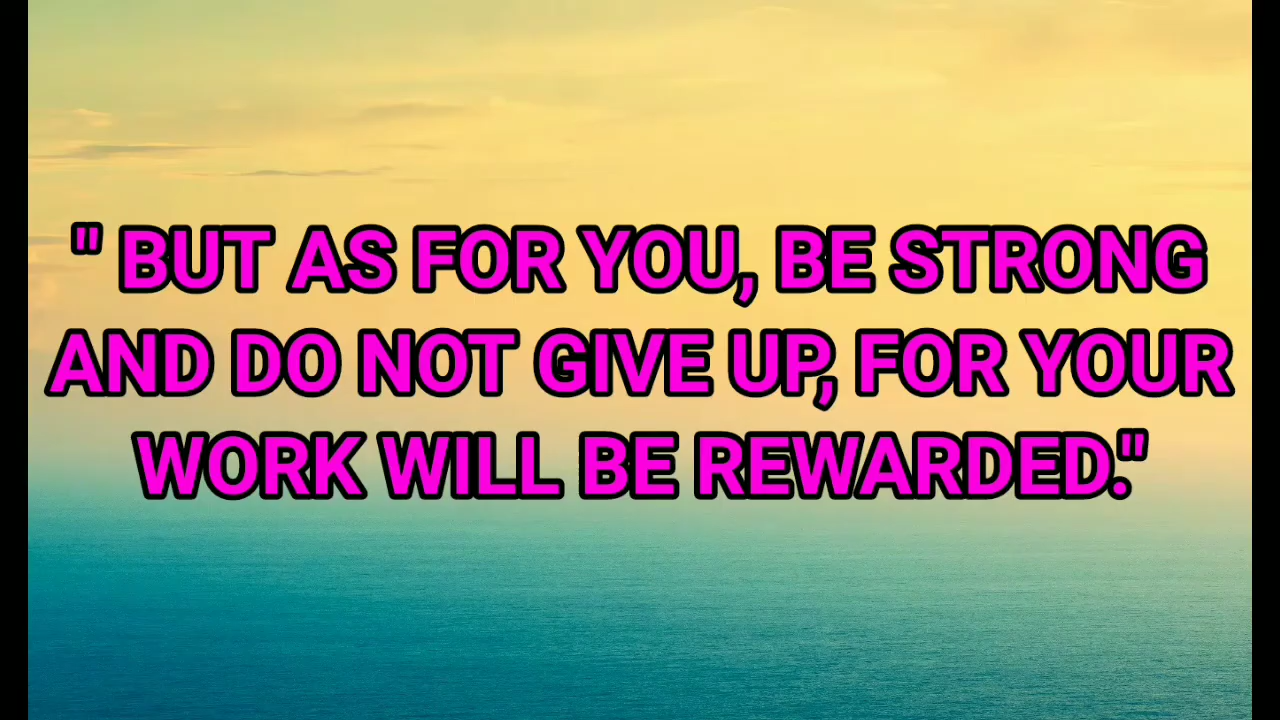 " BUT AS FOR YOU, BE STRONG
AND DO NOT GIVE UP, FOR YOUR
WORK WILL BE REWARDED."